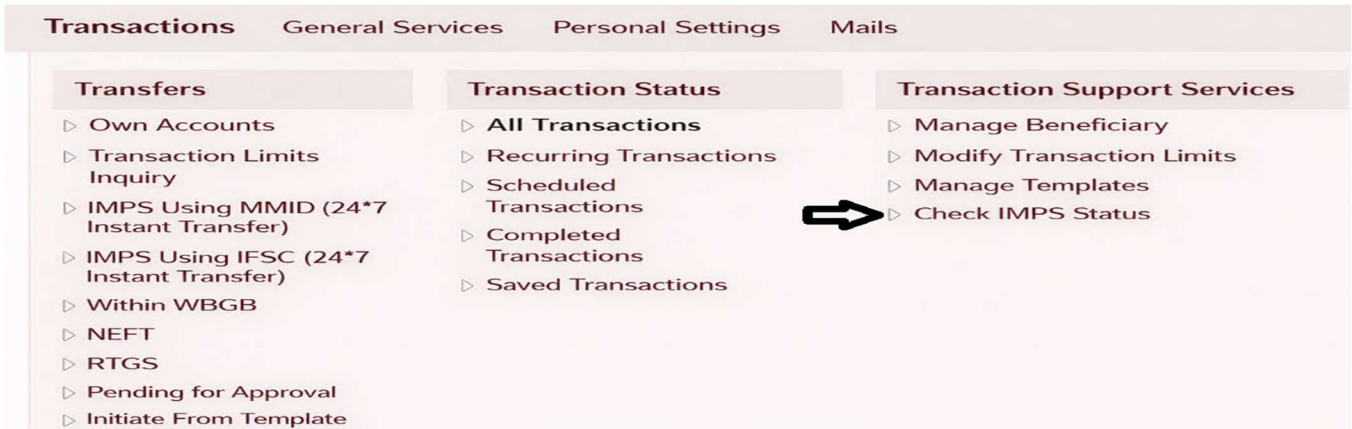 Transactions General Services Personal Settings Mails
Transfers
Own Accounts
Transaction Limits
Inquiry
IMPS Using MMID (24*7
Instant Transfer)
IMPS Using IFSC (24*7
Instant Transfer)
Within WBGB
NEFT
RTGS
Pending for Approval
Initiate From Template
Transaction Status
All Transactions
Recurring Transactions
Scheduled
Transactions
Completed
Transactions
Saved Transactions
Transaction Support Services
Manage Beneficiary
Modify Transaction Limits
Manage Templates
Check IMPS Status